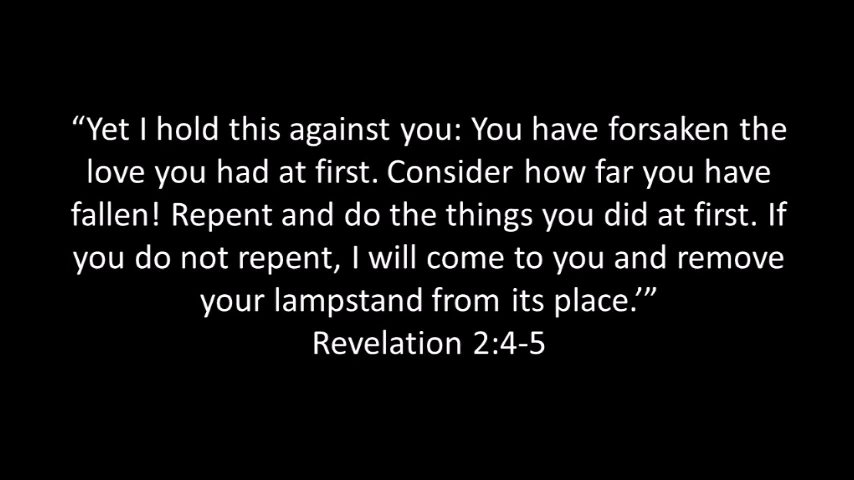 “Yet I hold this against you: You have forsaken the
love you had at first. Consider how far you have
fallen! Repent and do the things you did at first. If
you do not repent, I will come to you and remove
your lampstand from its place.’”
Revelation 2:4-5